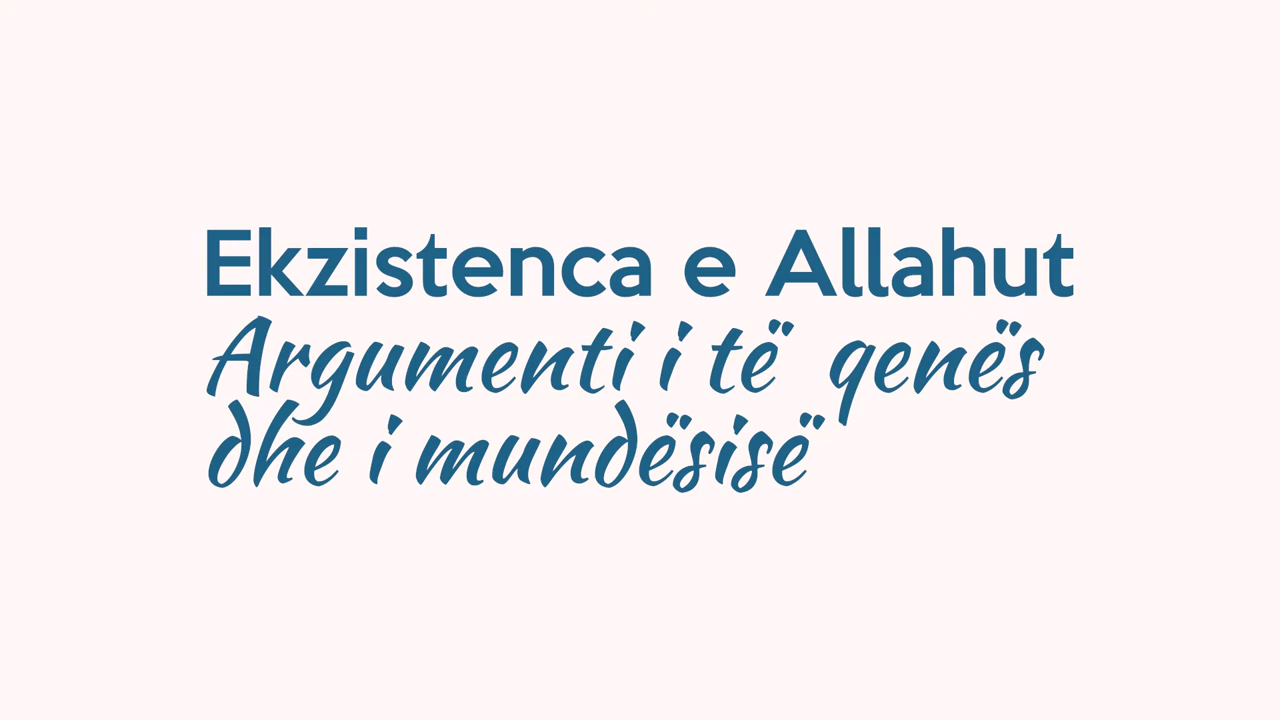 Ekzistenca e Allahut
Argumenti i të qenës
dhe i mundësisë